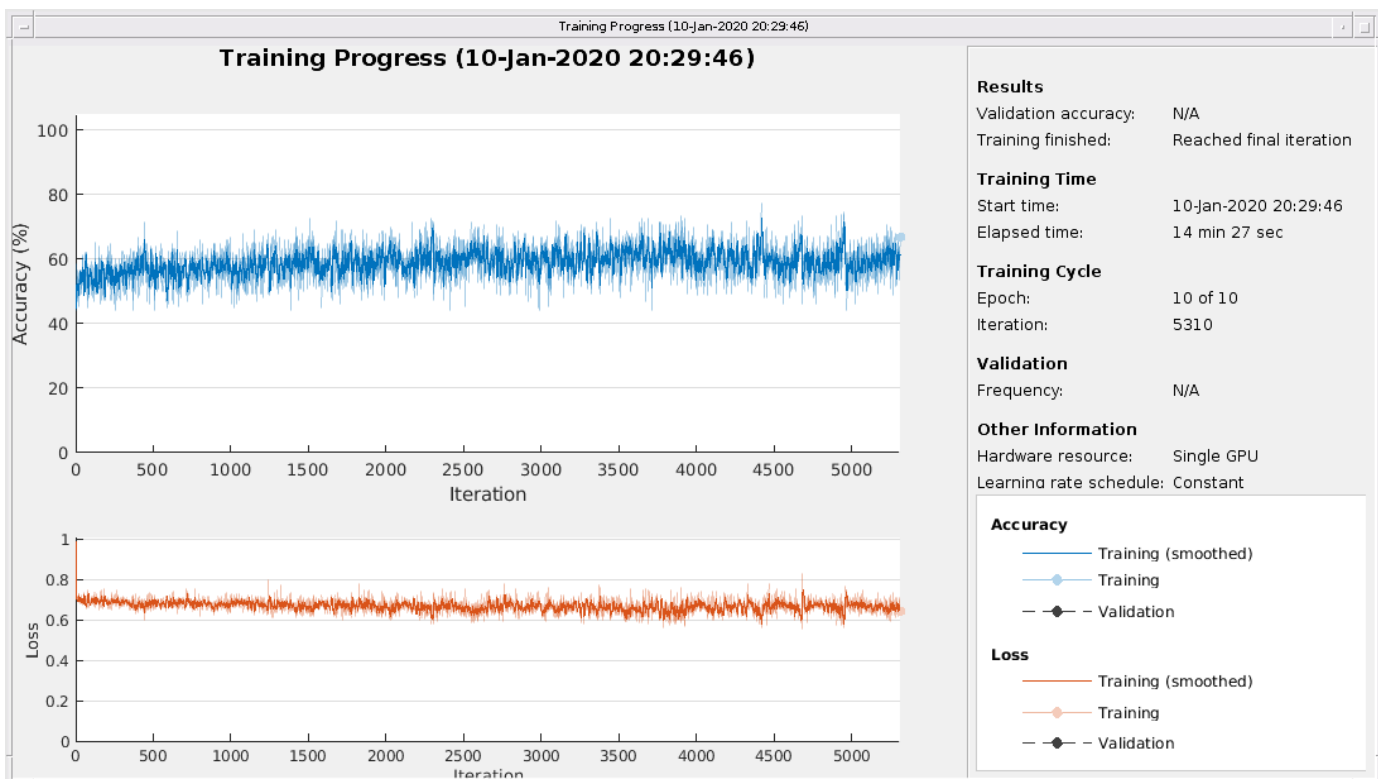 Training Progress (10-Jan-2020 20:29:46)
Training Progress (10-Jan-2020 20:29:46)
100
80
60
40
20
0
Accuracy (%)
0 500 1000 1500 2000 2500 3000 3500 4000 4500 5000
Iteration
1
0.8
0.6
0.4
0.2
0
Loss
0 500 1000 1500 2000 2500 3000 3500 4000 4500 5000
Iteration
Results
Validation accuracy: N/A
Training finished: Reached final iteration
Training Time
Start time: 10-Jan-2020 20:29:46
Elapsed time: 14 min 27 sec
Training Cycle
Epoch: 10 of 10
Iteration: 5310
Validation
Frequency: N/A
Other Information
Hardware resource: Single GPU
Learning rate schedule: Constant
Accuracy
Training (smoothed)
Training
Validation
Loss
Training (smoothed)
Training
Validation